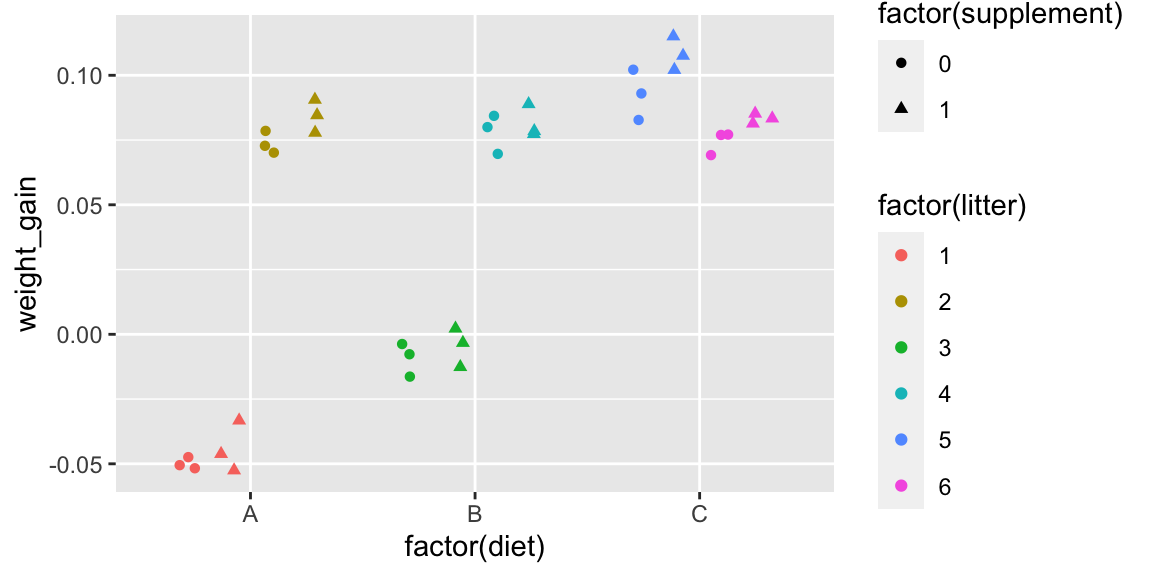 weight_gain
0.10
0.05
0.00
-0.05
A
B
C
factor(diet)
factor(supplement)
0
1
factor(litter)
1
2
3
4
5
6